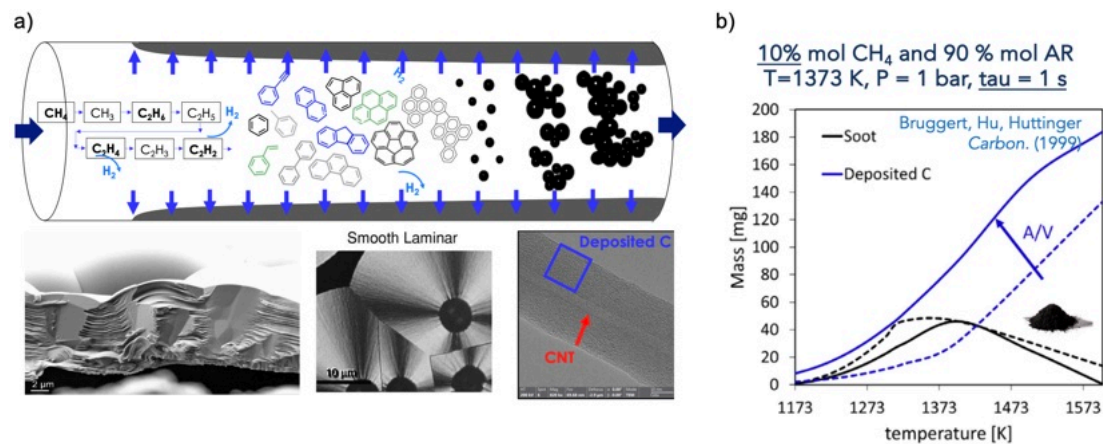 a)
CH₄
CH₃
C₂H₆
C₂H₅
H₂
C₂H₄
C₂H₃
C₂H₂
H₂
H₂
H₂
2 μm
Smooth Laminar
10 μm
Deposited C
CNT
b)
10% mol CH₄ and 90 % mol AR
T=1373 K, P = 1 bar, tau = 1 s
Bruggert, Hu, Huttinger
Carbon. (1999)
Soot
Deposited C
A/V
Mass [mg]
200
180
160
140
120
100
80
60
40
20
0
1173
1273
1373
1473
1573
temperature [K]